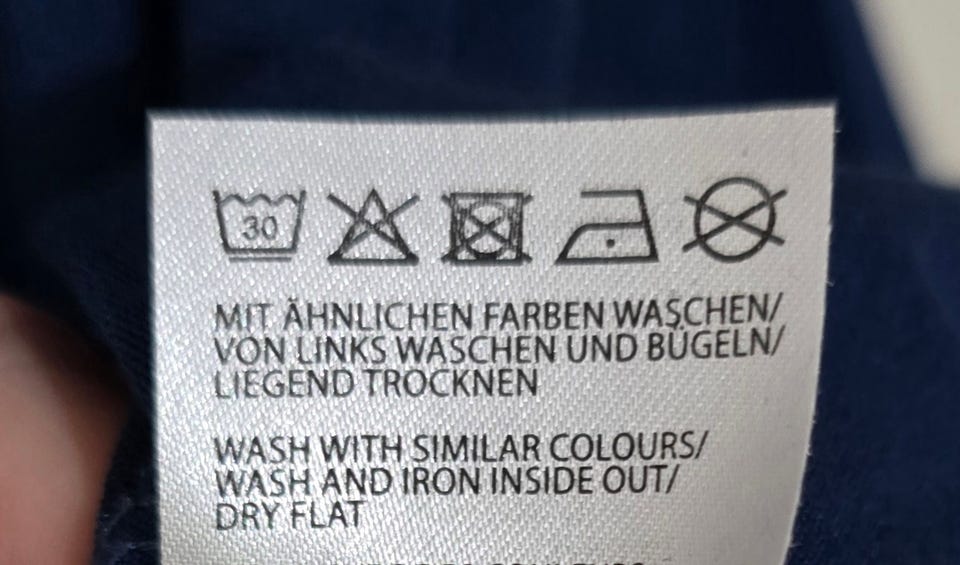 30
MIT ÄHNLICHEN FARBEN WASCHEN/
VON LINKS WASCHEN UND BÜGELN/
LIEGEND TROCKNEN
WASH WITH SIMILAR COLOURS/
WASH AND IRON INSIDE OUT/
DRY FLAT